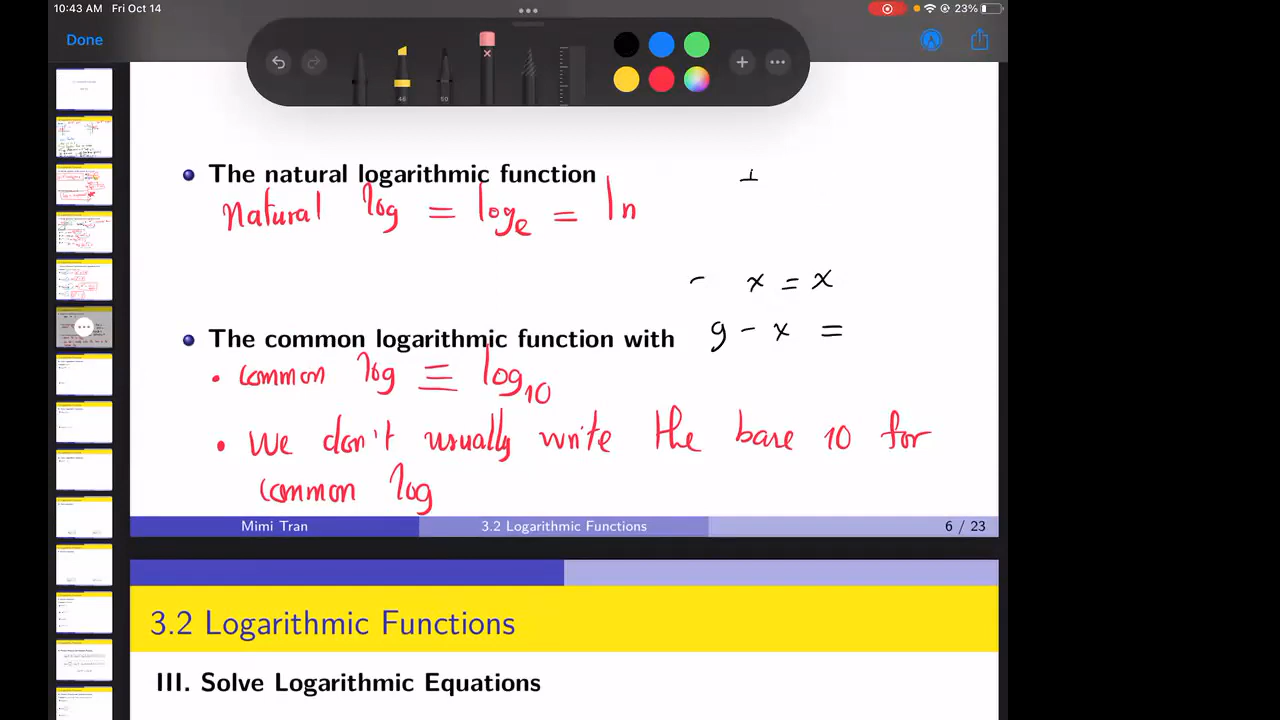 10:43 AM Fri Oct 14
23%
Done
46
50
The natural logarithmic function
Natural log = logₑ = ln
x = x
The common logarithmic function with
9 - x =
• common log ≡ log₁₀
• We don't usually write the base 10 for
common log
Mimi Tran
3.2 Logarithmic Functions
6 / 23
3.2 Logarithmic Functions
III. Solve Logarithmic Equations